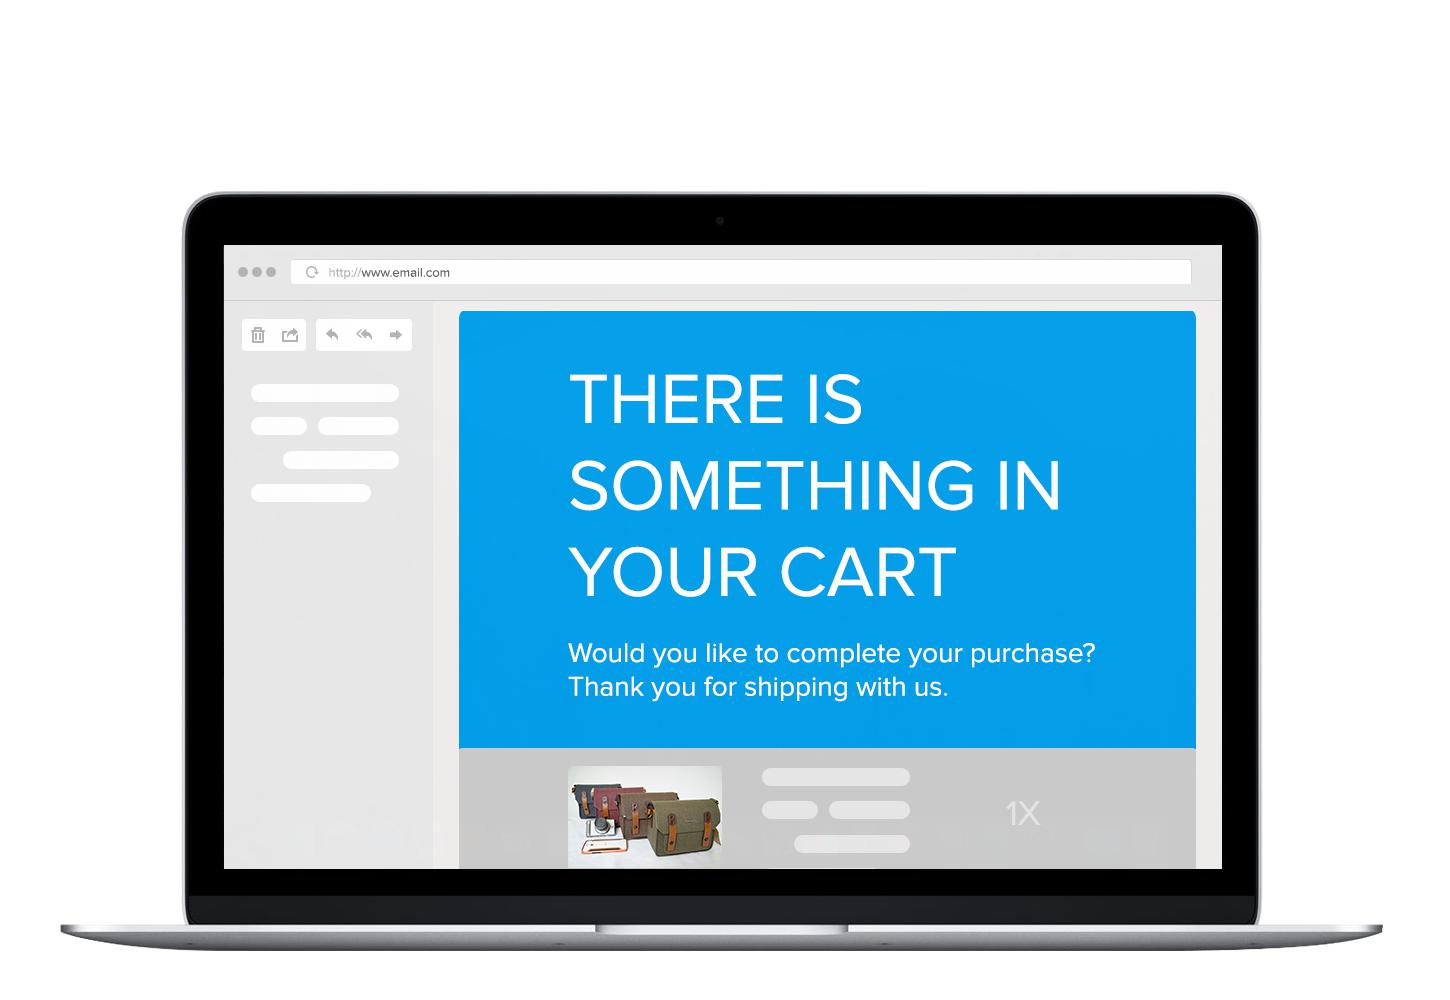 http://www.email.com
THERE IS
SOMETHING IN
YOUR CART
Would you like to complete your purchase?
Thank you for shipping with us.
1X